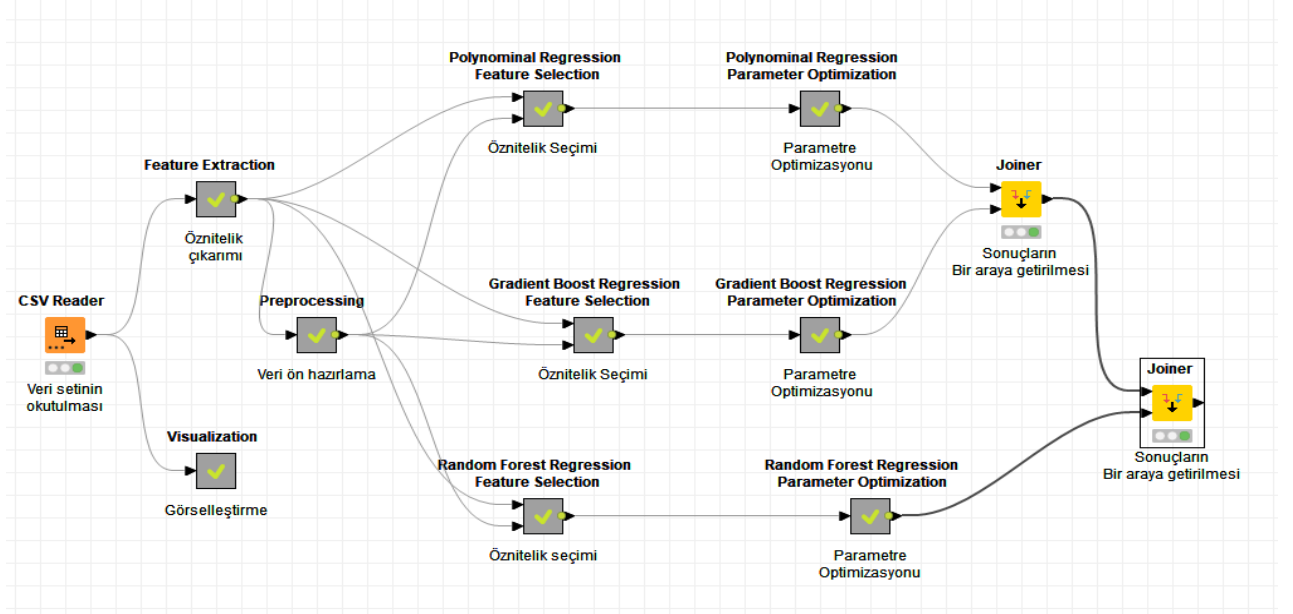 Polynominal Regression
Feature Selection
Öznitelik Seçimi
Polynominal Regression
Parameter Optimization
Parametre
Optimizasyonu
Feature Extraction
Öznitelik
çıkarımı
Joiner
Sonuçların
Bir araya getirilmesi
CSV Reader
Veri setinin
okutulması
Preprocessing
Veri ön hazırlama
Gradient Boost Regression
Feature Selection
Öznitelik Seçimi
Gradient Boost Regression
Parameter Optimization
Parametre
Optimizasyonu
Joiner
Sonuçların
Bir araya getirilmesi
Visualization
Görselleştirme
Random Forest Regression
Feature Selection
Öznitelik seçimi
Random Forest Regression
Parameter Optimization
Parametre
Optimizasyonu